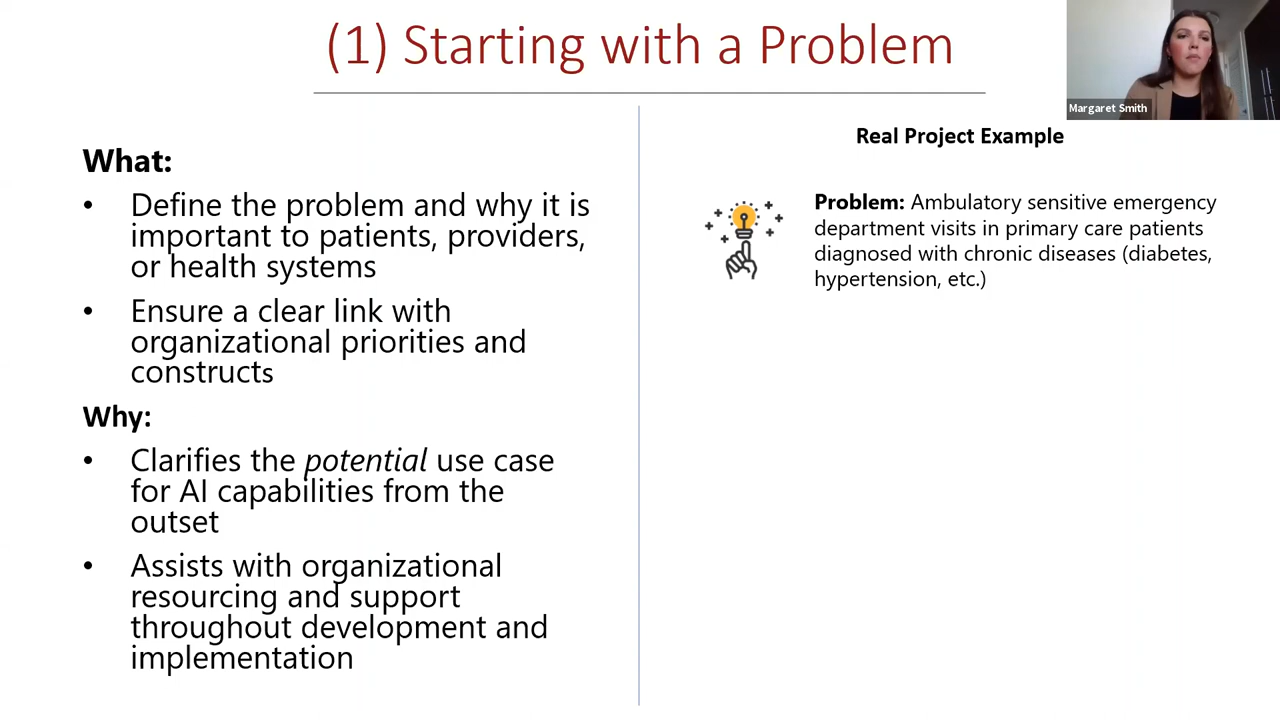 (1) Starting with a Problem
Margaret Smith
What:
• Define the problem and why it is
important to patients, providers,
or health systems
• Ensure a clear link with
organizational priorities and
constructs
Why:
• Clarifies the potential use case
for AI capabilities from the
outset
• Assists with organizational
resourcing and support
throughout development and
implementation
Real Project Example
Problem: Ambulatory sensitive emergency
department visits in primary care patients
diagnosed with chronic diseases (diabetes,
hypertension, etc.)